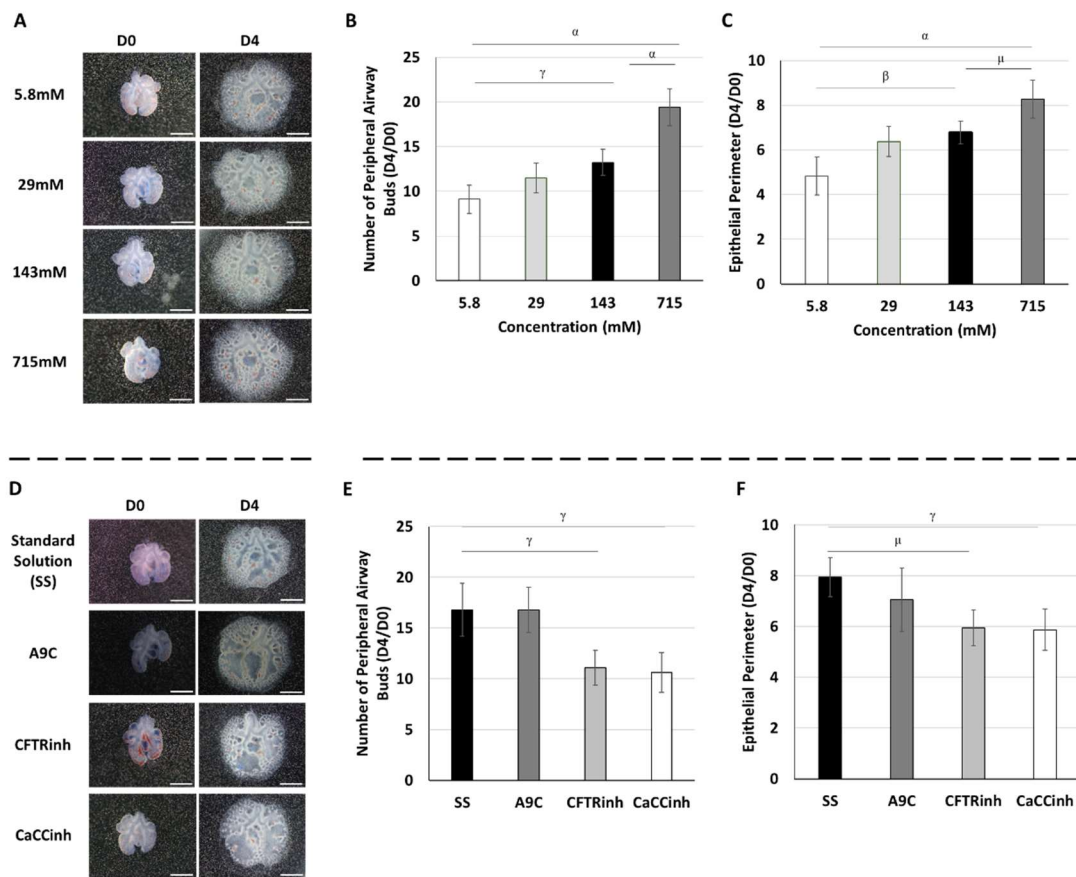 A
D0 D4
5.8mM
29mM
143mM
715mM
B
α
γ α
Number of Peripheral Airway
Buds (D4/D0)
25
20
15
10
5
0
5.8 29 143 715
Concentration (mM)
C
α
β μ
Epithelial Perimeter (D4/D0)
10
8
6
4
2
0
5.8 29 143 715
Concentration (mM)
D
D0 D4
Standard
Solution
(SS)
A9C
CFTRinh
CaCCinh
E
γ
γ
Number of Peripheral Airway
Buds (D4/D0)
25
20
15
10
5
0
SS A9C CFTRinh CaCCinh
F
γ
μ
Epithelial Perimeter (D4/D0)
10
8
6
4
2
0
SS A9C CFTRinh CaCCinh